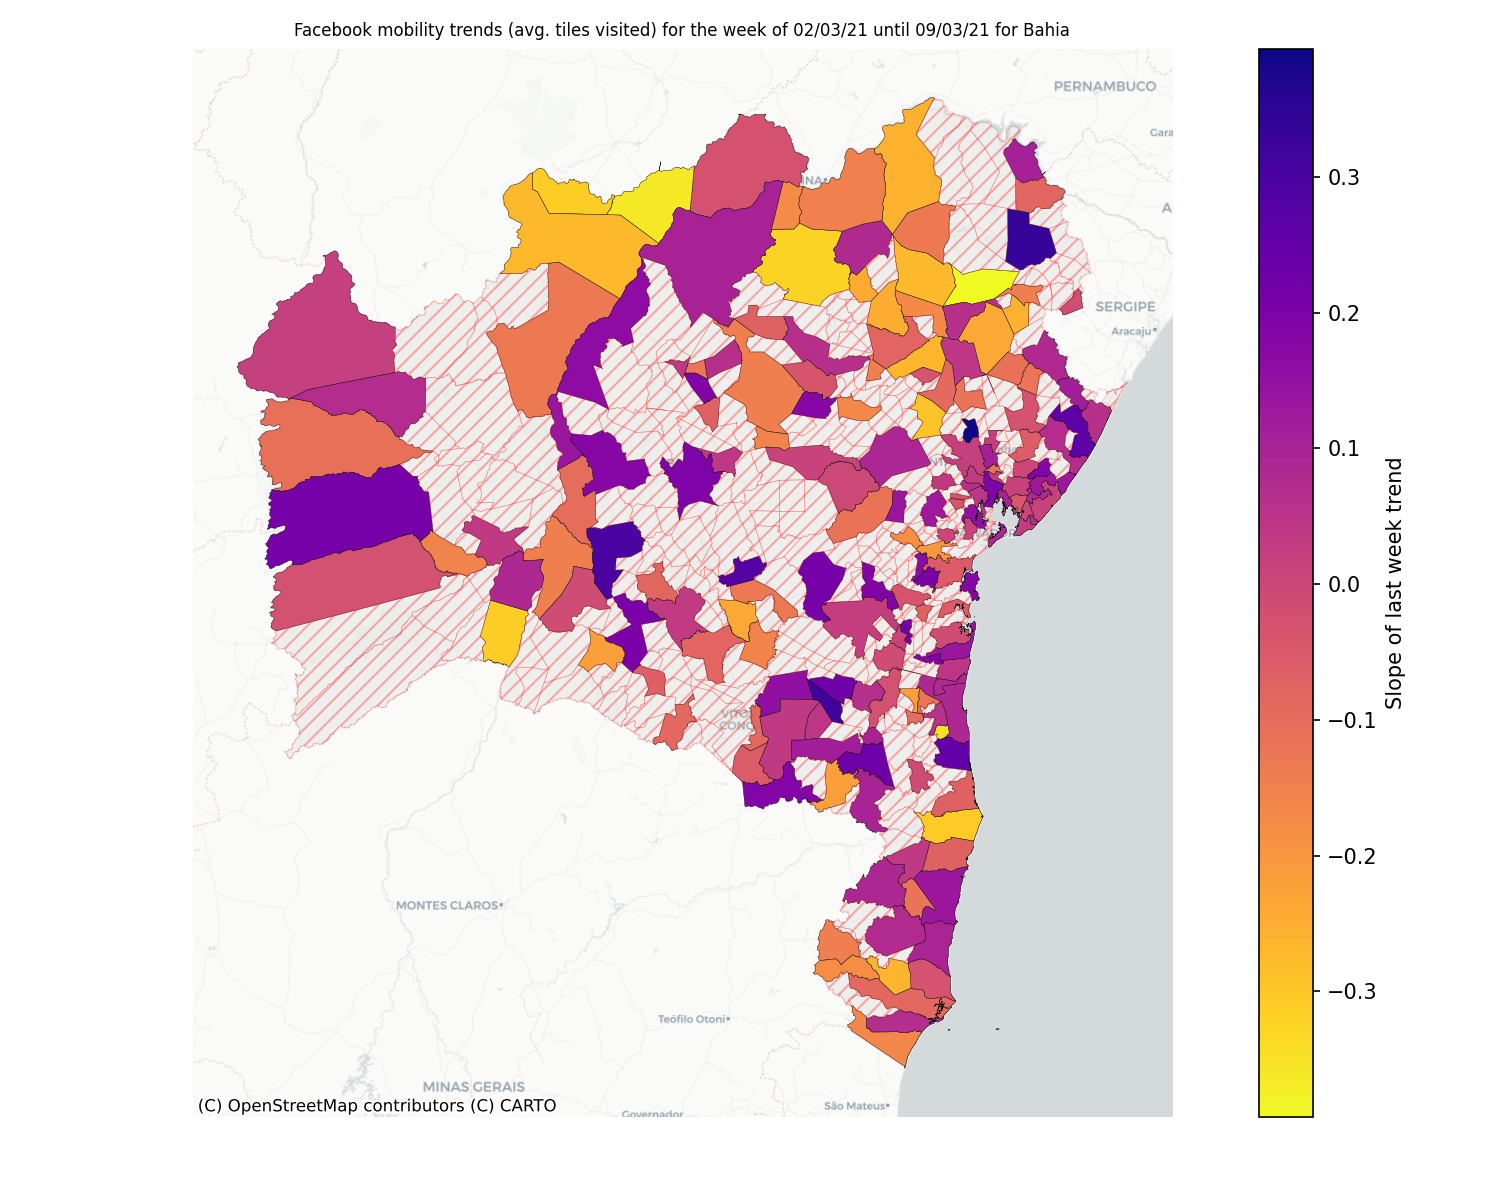 Facebook mobility trends (avg. tiles visited) for the week of 02/03/21 until 09/03/21 for Bahia
PERNAMBUCO
Gara
INA
A
SERGIPE
Aracaju
MONTES CLAROS
Teófilo Otoni
MINAS GERAIS
São Mateus
Governador
(C) OpenStreetMap contributors (C) CARTO
0.3
0.2
0.1
0.0
−0.1
−0.2
−0.3
Slope of last week trend